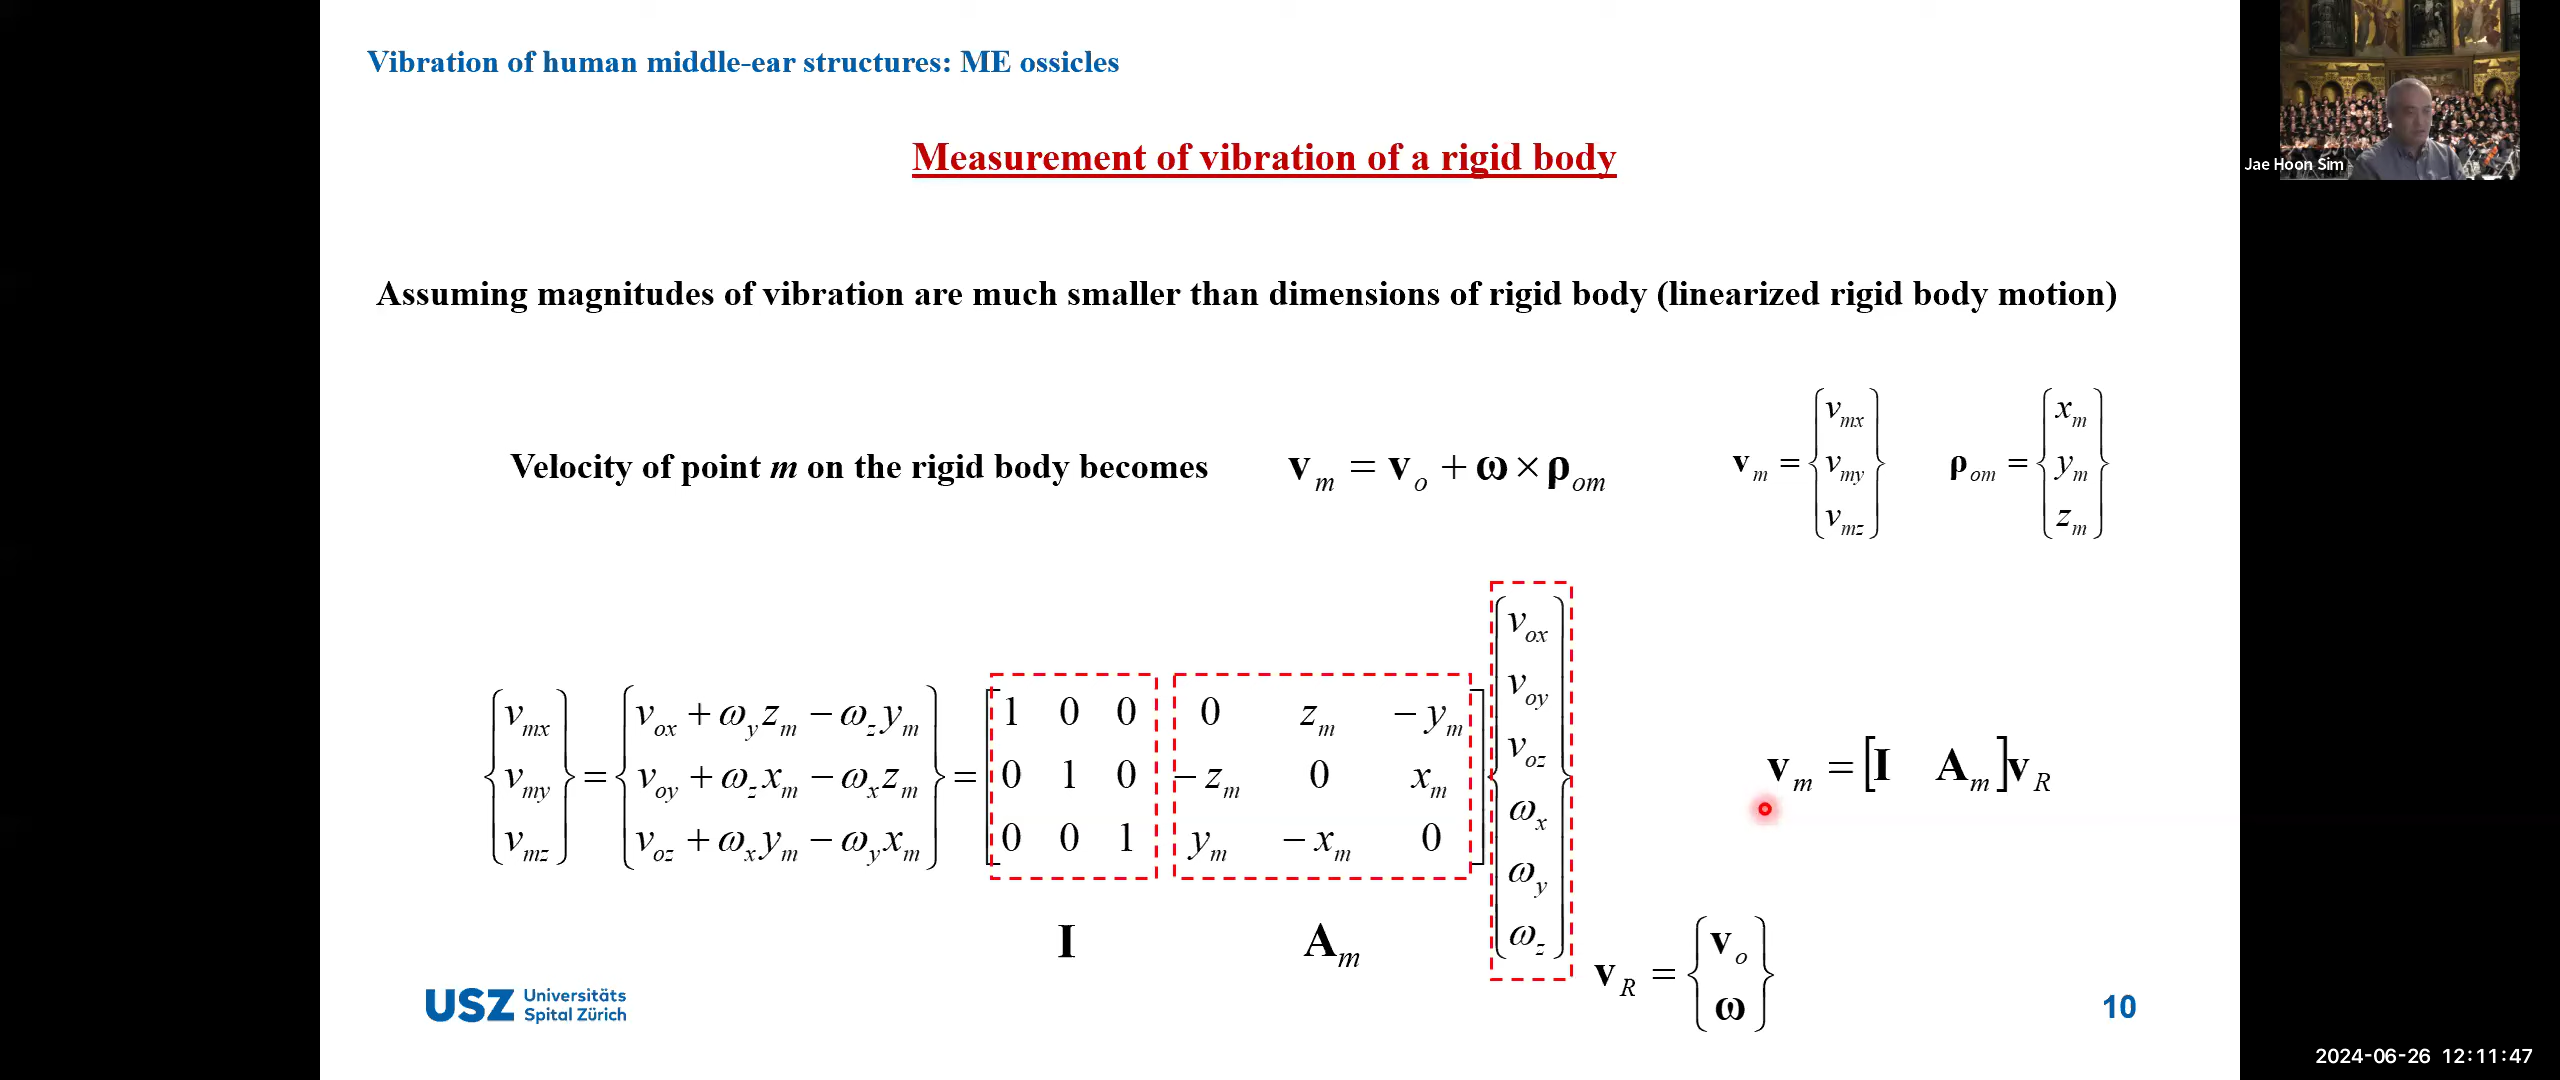 Vibration of human middle-ear structures: ME ossicles
Jae Hoon Sim
Measurement of vibration of a rigid body
Assuming magnitudes of vibration are much smaller than dimensions of rigid body (linearized rigid body motion)
Velocity of point m on the rigid body becomes v_m = v_o + ω × ρ_om
v_m = { v_mx v_my v_mz }
ρ_om = { x_m y_m z_m }
{ v_mx v_my v_mz } = { v_ox + ω_y z_m − ω_z y_m
v_oy + ω_z x_m − ω_x z_m
v_oz + ω_x y_m − ω_y x_m } =
[ 1 0 0 0 z_m − y_m
0 1 0 − z_m 0 x_m
0 0 1 y_m − x_m 0 ]
{ v_ox v_oy v_oz ω_x ω_y ω_z }
v_m = [ I A_m ] v_R
I A_m
v_R = { v_o ω }
USZ Universitäts
Spital Zürich
10
2024-06-26 12:11:47